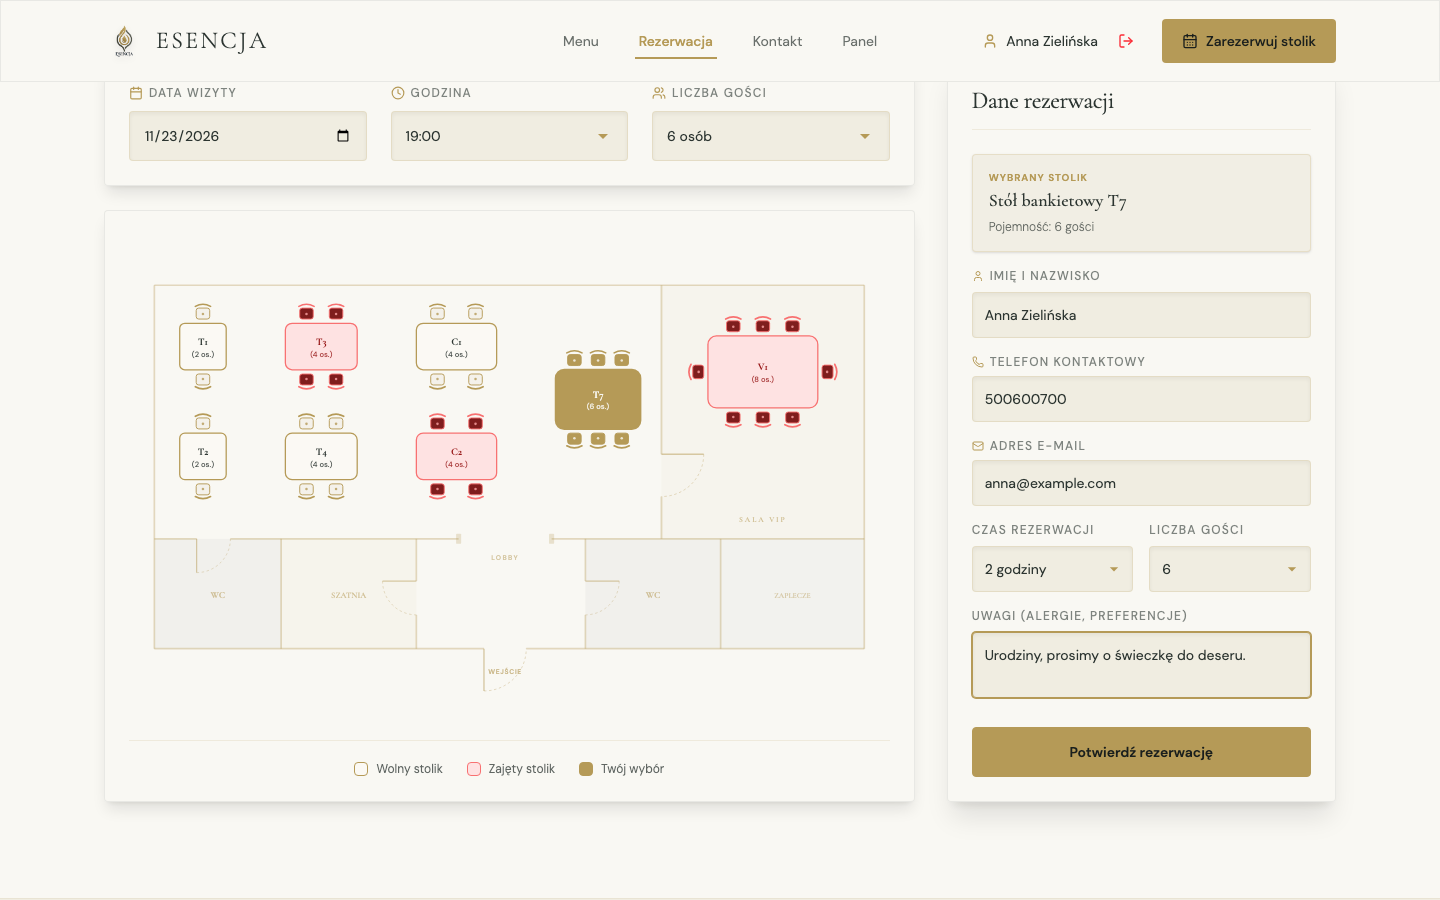 ESENCJA
ESENCJA
Menu
Rezerwacja
Kontakt
Panel
Anna Zielińska
Zarezerwuj stolik
DATA WIZYTY
GODZINA
LICZBA GOŚCI
11/23/2026
19:00
6 osób
T1
(2 os.)
T3
(4 os.)
C1
(4 os.)
T7
(6 os.)
V1
(8 os.)
T2
(2 os.)
T4
(4 os.)
C2
(4 os.)
SALA VIP
LOBBY
WC
SZATNIA
WC
ZAPLECZE
WEJŚCIE
Wolny stolik
Zajęty stolik
Twój wybór
Dane rezerwacji
WYBRANY STOLIK
Stół bankietowy T7
Pojemność: 6 gości
IMIĘ I NAZWISKO
Anna Zielińska
TELEFON KONTAKTOWY
500600700
ADRES E-MAIL
anna@example.com
CZAS REZERWACJI
LICZBA GOŚCI
2 godziny
6
UWAGI (ALERGIE, PREFERENCJE)
Urodziny, prosimy o świeczkę do deseru.
Potwierdź rezerwację